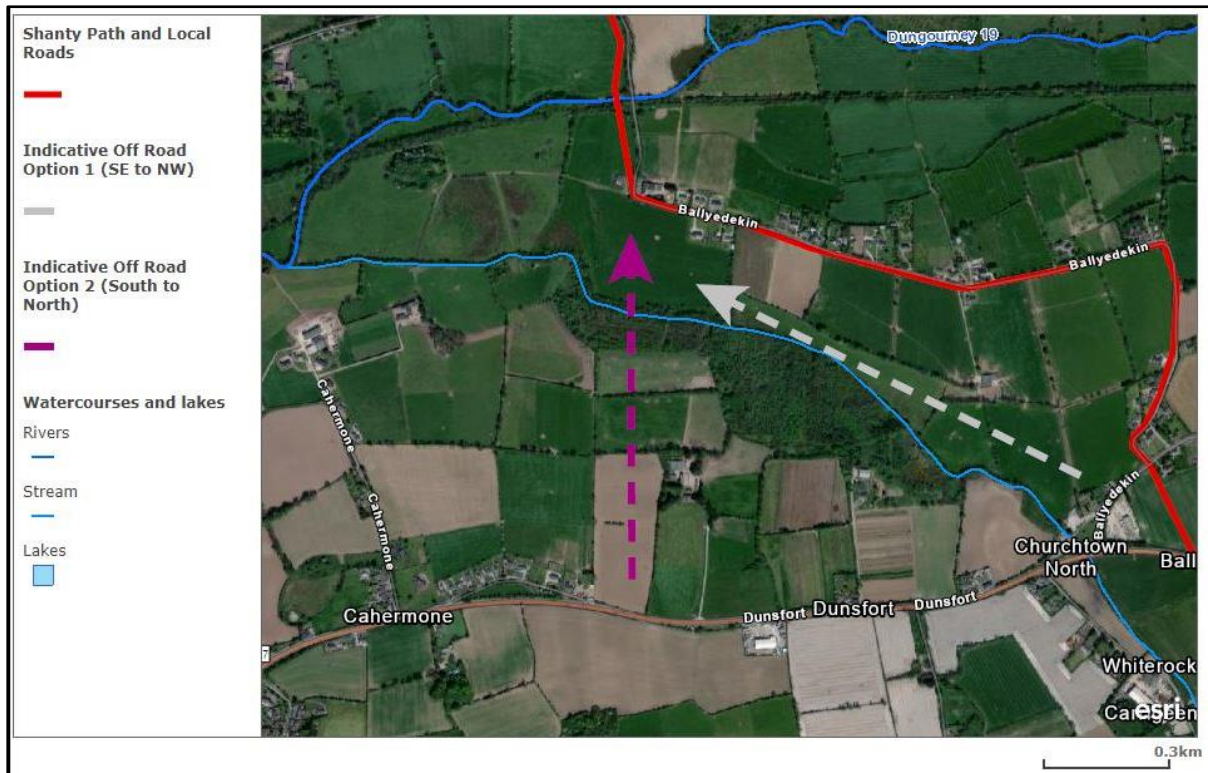 Shanty Path and Local
Roads
Indicative Off Road
Option 1 (SE to NW)
Indicative Off Road
Option 2 (South to
North)
Watercourses and lakes
Rivers
Stream
Lakes
Dungourney 19
Ballyedekin
Ballyedekin
Cahermone
Cahermone
Ballyedekin
Churchtown
North
Ball
Cahermone
Dunsfort
Dunsfort
Dunsfort
7
Whiterock
esri
0.3km